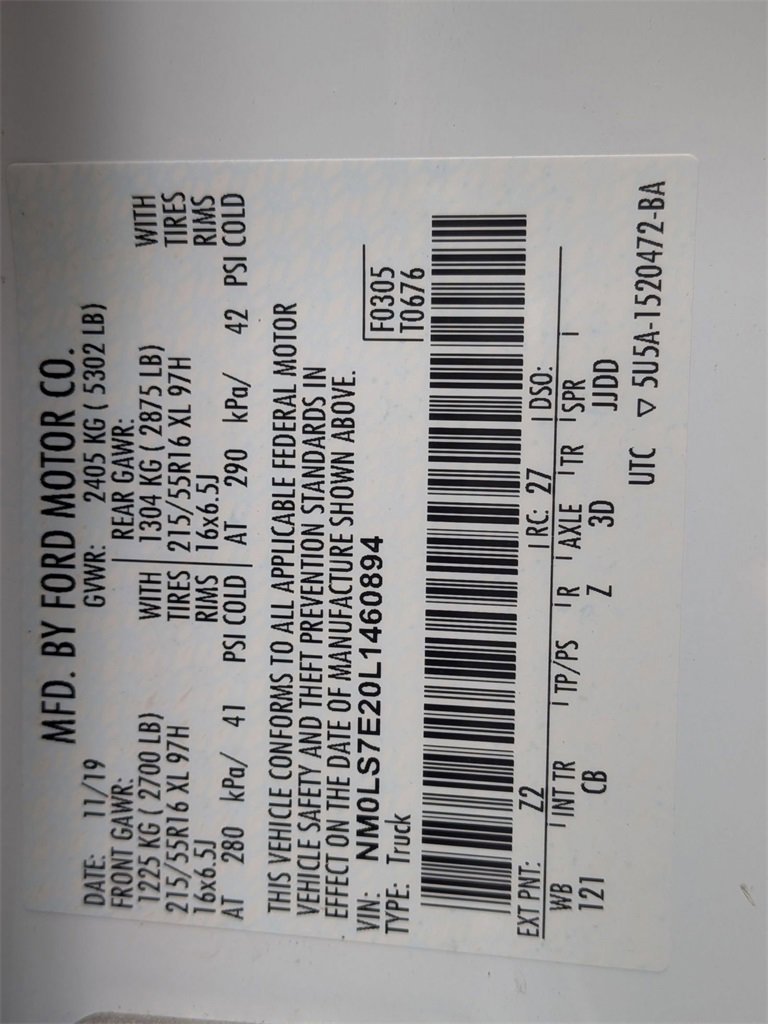 MFD. BY FORD MOTOR CO.
DATE: 11/19 GVWR: 2405 KG ( 5302 LB)
FRONT GAWR: REAR GAWR:
1225 KG ( 2700 LB) WITH 1304 KG ( 2875 LB) WITH
215/55R16 XL 97H TIRES 215/55R16 XL 97H TIRES
16x6.5J RIMS 16x6.5J RIMS
AT 280 kPa/ 41 PSI COLD AT 290 kPa/ 42 PSI COLD
THIS VEHICLE CONFORMS TO ALL APPLICABLE FEDERAL MOTOR
VEHICLE SAFETY AND THEFT PREVENTION STANDARDS IN
EFFECT ON THE DATE OF MANUFACTURE SHOWN ABOVE.
VIN: NM0LS7E20L1460894 F0305
TYPE: Truck T0676
EXT PNT: Z2 RC: 27 DSO:
WB INT TR TP/PS R AXLE TR SPR
121 CB Z 3D JJDD
UTC ▽ 5U5A-1520472-BA